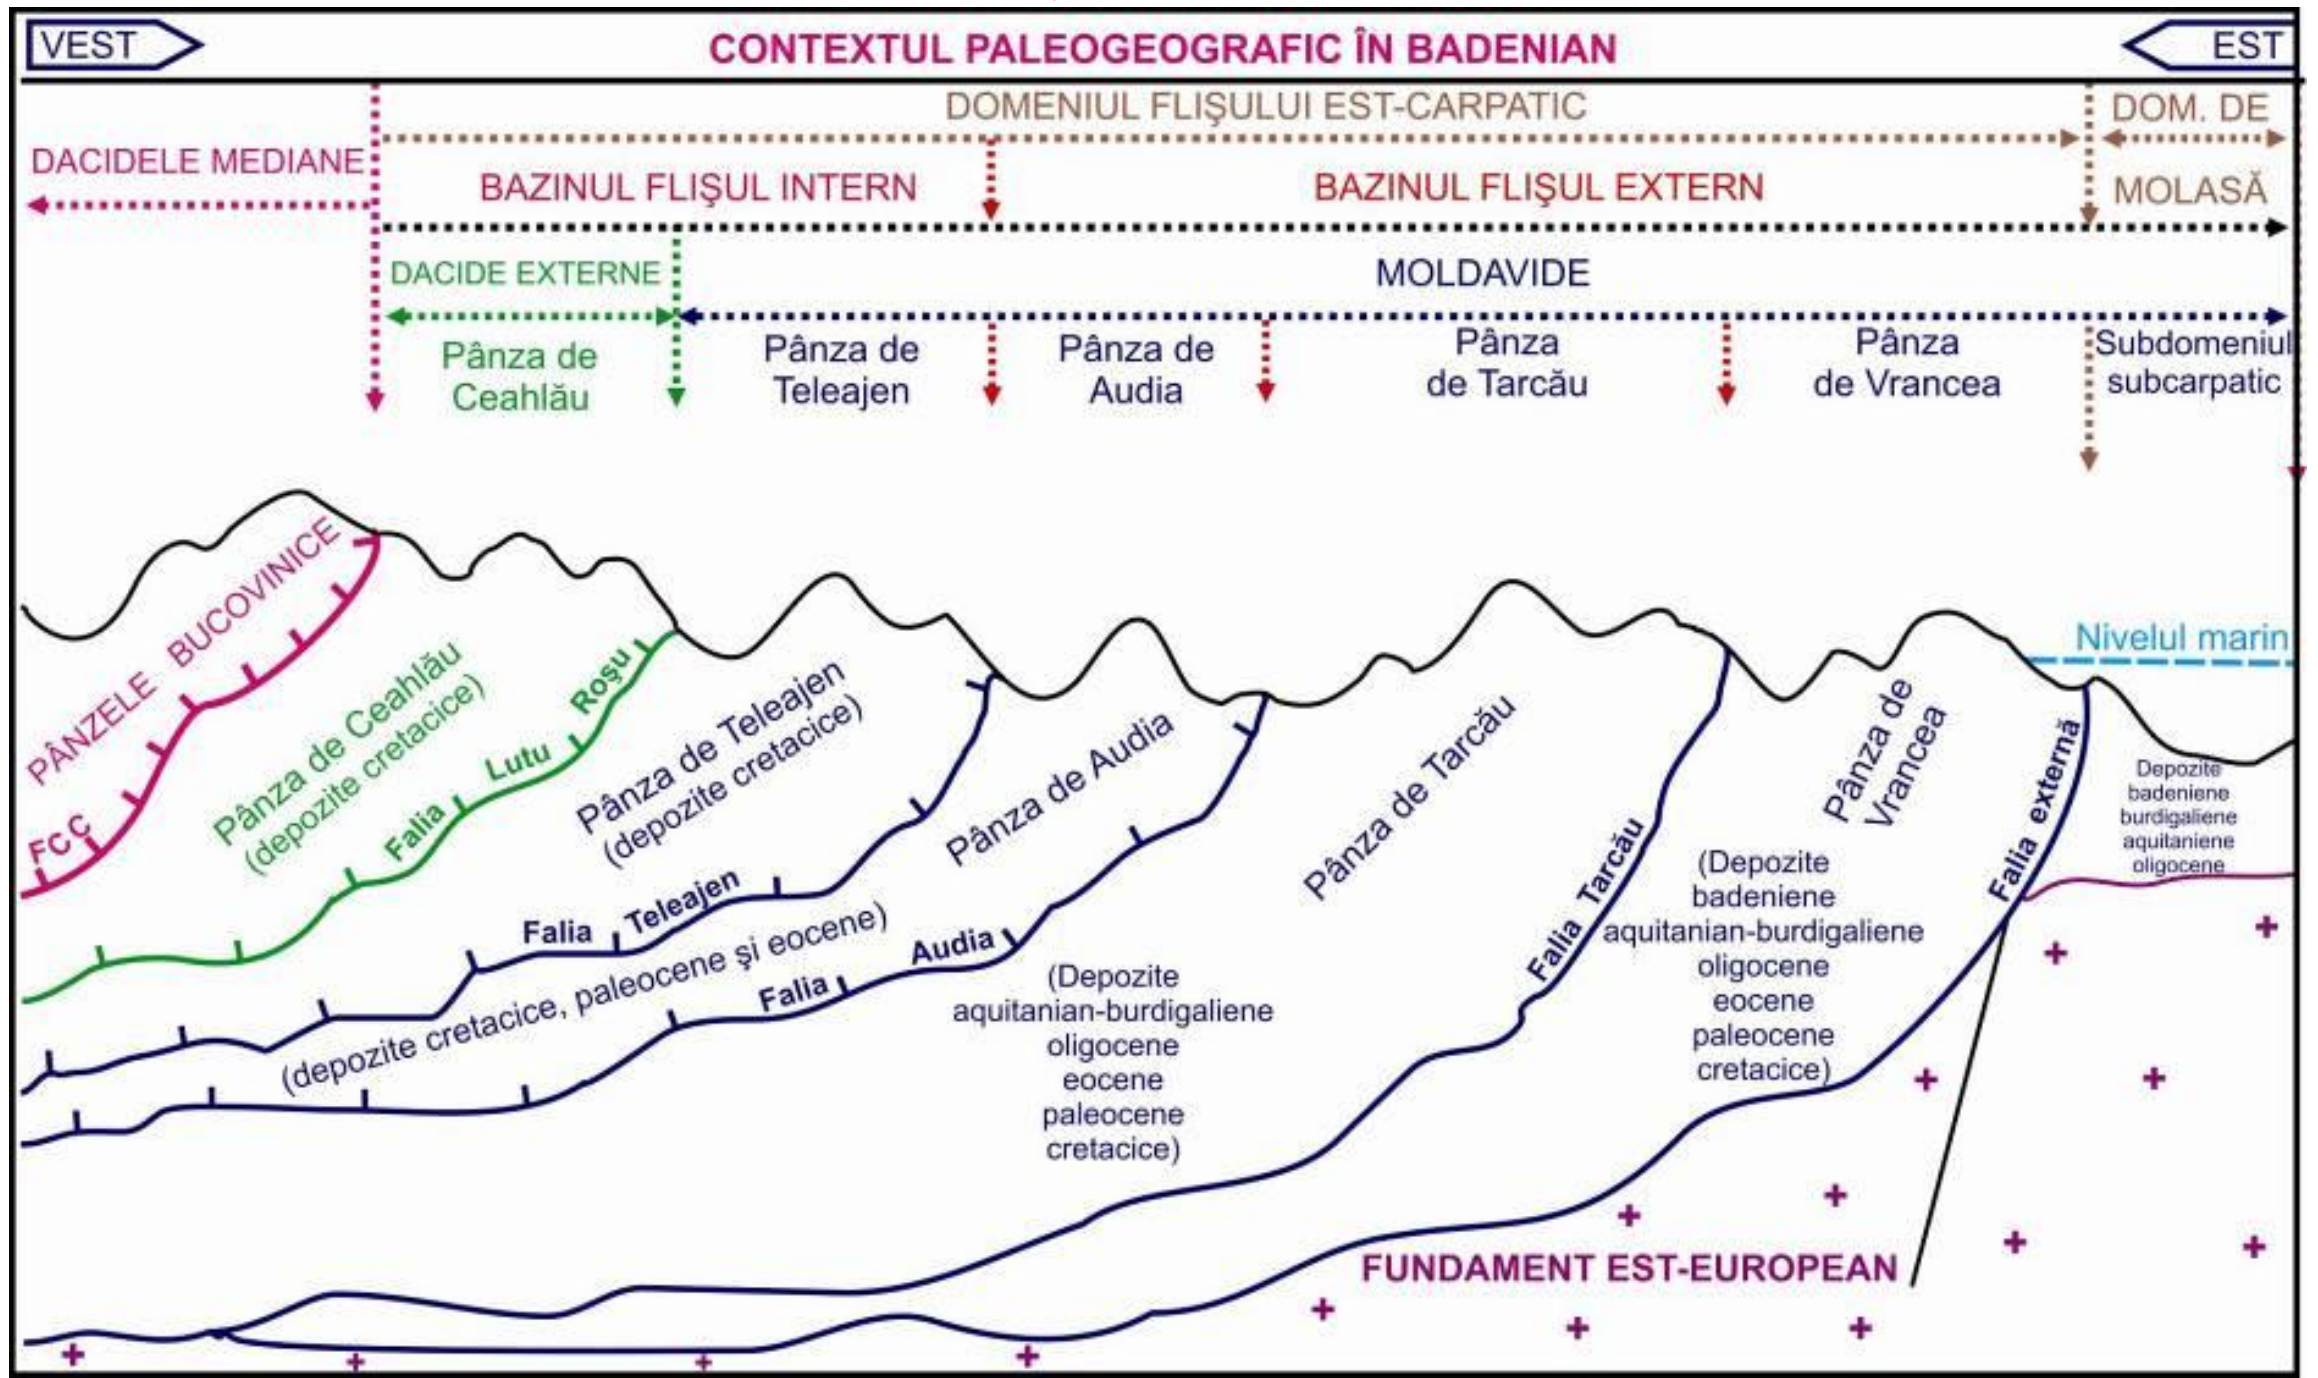 VEST
CONTEXTUL PALEOGEOGRAFIC ÎN BADENIAN
EST
DOMENIUL FLIŞULUI EST-CARPATIC
DOM. DE
MOLASĂ
DACIDELE MEDIANE
BAZINUL FLIŞUL INTERN
BAZINUL FLIŞUL EXTERN
DACIDE EXTERNE
MOLDAVIDE
Pânza de
Ceahlău
Pânza de
Teleajen
Pânza de
Audia
Pânza
de Tarcău
Pânza
de Vrancea
Subdomeniul
subcarpatic
PÂNZELE BUCOVINICE
FCC
Pânza de Ceahlău
(depozite cretacice)
Falia Lutu Roşu
Pânza de Teleajen
(depozite cretacice)
Falia Teleajen
Pânza de Audia
(depozite cretacice, paleocene şi eocene)
Falia Audia
Pânza de Tarcău
(Depozite
aquitanian-burdigaliene
oligocene
eocene
paleocene
cretacice)
Falia Tarcău
Pânza de
Vrancea
(Depozite
badeniene
aquitanian-burdigaliene
oligocene
eocene
paleocene
cretacice)
Falia externă
Nivelul marin
Depozite
badeniene
burdigaliene
aquitaniene
oligocene
FUNDAMENT EST-EUROPEAN